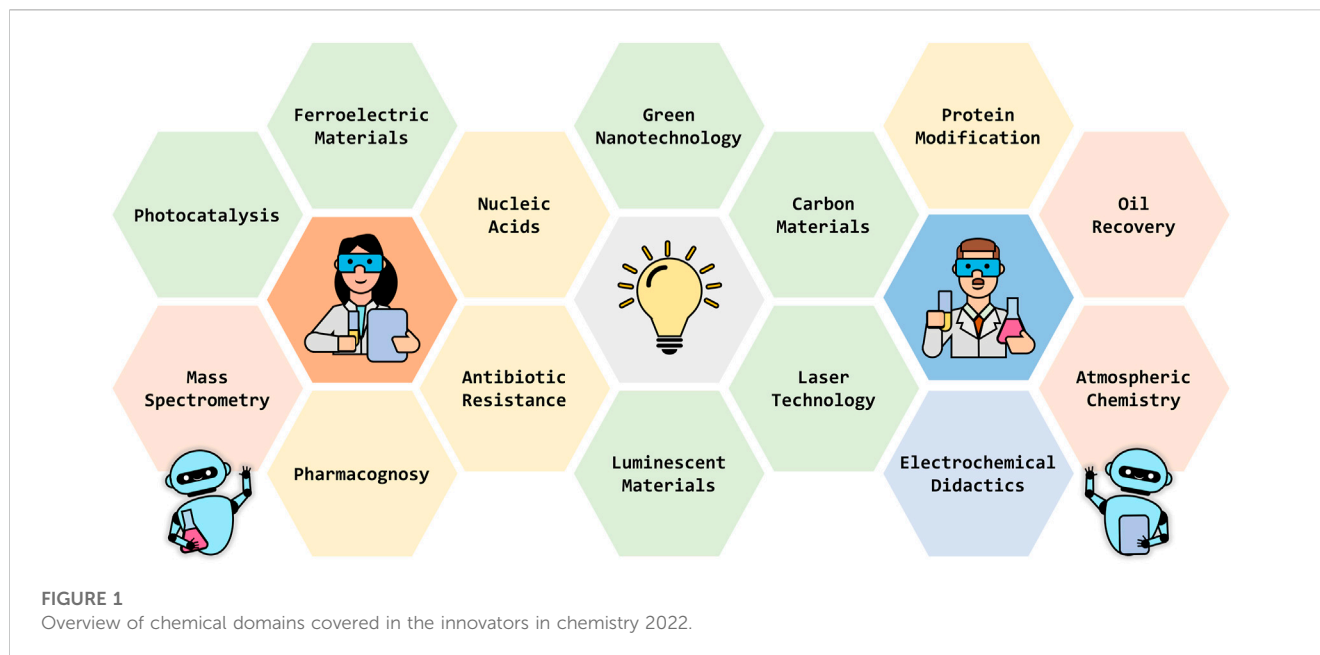 Ferroelectric
Materials
Green
Nanotechnology
Protein
Modification
Photocatalysis
Nucleic
Acids
Carbon
Materials
Oil
Recovery
Mass
Spectrometry
Antibiotic
Resistance
Laser
Technology
Atmospheric
Chemistry
Pharmacognosy
Luminescent
Materials
Electrochemical
Didactics
FIGURE 1
Overview of chemical domains covered in the innovators in chemistry 2022.